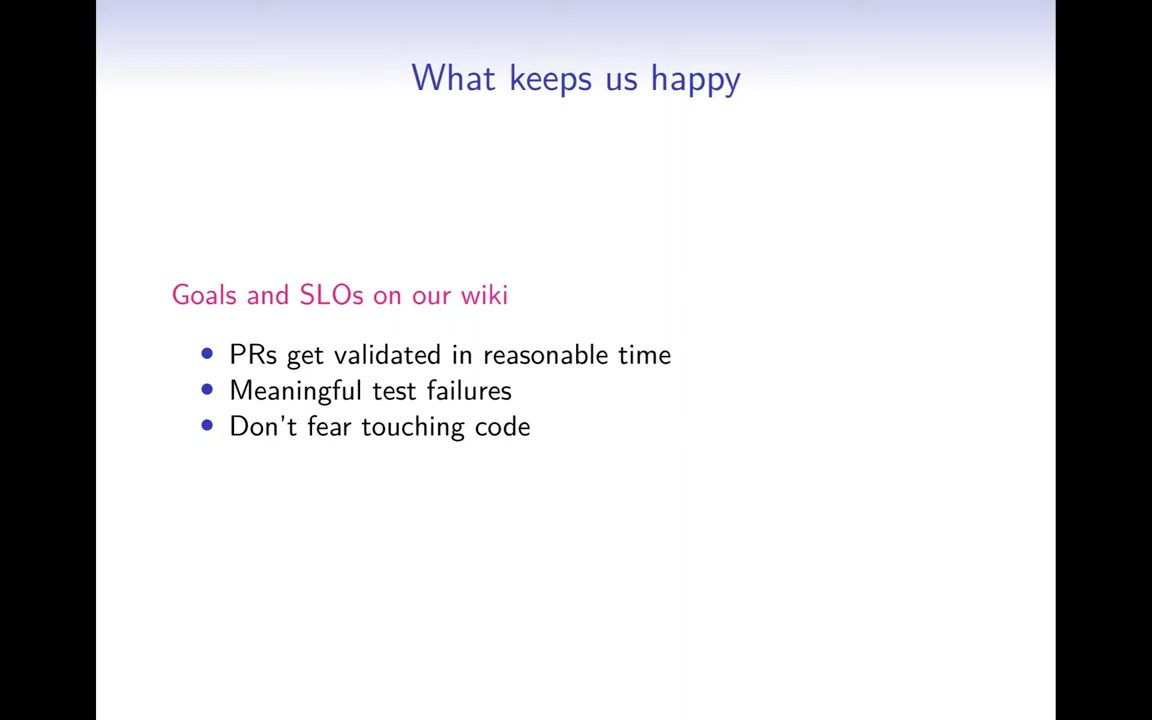 What keeps us happy
Goals and SLOs on our wiki
• PRs get validated in reasonable time
• Meaningful test failures
• Don't fear touching code